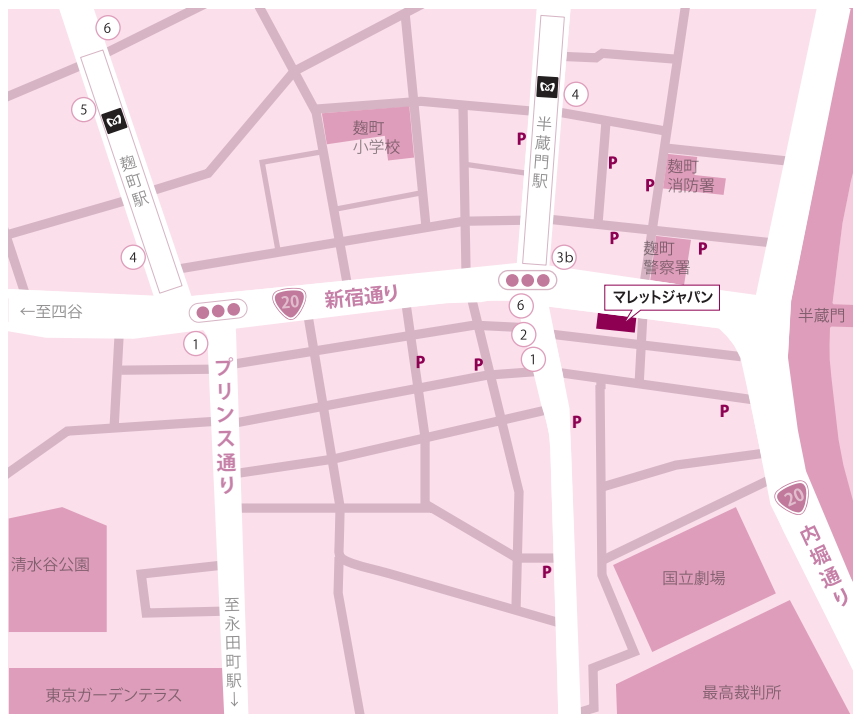 6
5
麹町駅
4
4
半蔵門駅
P
P
P
P
P
麹町
小学校
麹町
消防署
麹町
警察署
3b
マレットジャパン
半蔵門
←至四谷
20
新宿通り
6
2
1
1
プリンス通り
P
P
P
P
P
20
内堀通り
清水谷公園
国立劇場
至永田町駅→
東京ガーデンテラス
最高裁判所